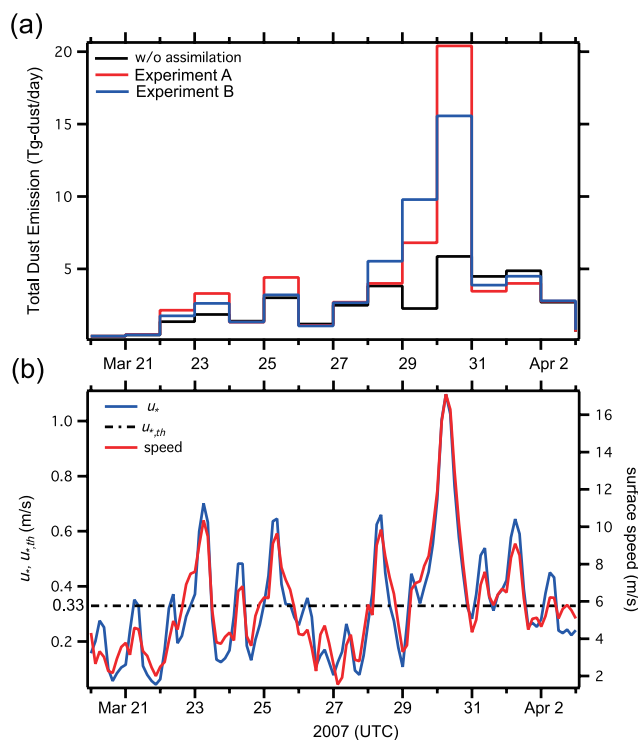 (a)
20
15
10
5
Total Dust Emission (Tg-dust/day)
w/o assimilation
Experiment A
Experiment B
Mar 21 23 25 27 29 31 Apr 2
(b)
1.0
0.8
0.6
0.4
0.33
0.2
u*, u*,th (m/s)
u*
u*,th
speed
16
14
12
10
8
6
4
2
surface speed (m/s)
Mar 21 23 25 27 29 31 Apr 2
2007 (UTC)